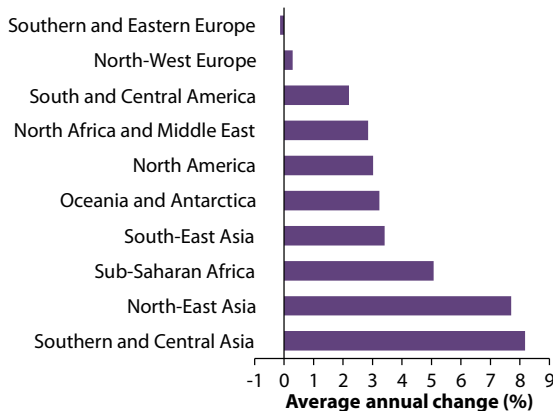 Southern and Eastern Europe
North-West Europe
South and Central America
North Africa and Middle East
North America
Oceania and Antarctica
South-East Asia
Sub-Saharan Africa
North-East Asia
Southern and Central Asia
-1 0 1 2 3 4 5 6 7 8 9
Average annual change (%)